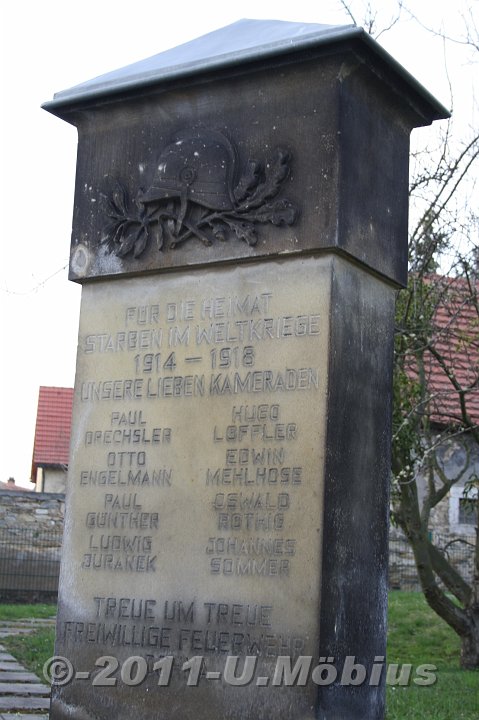 FÜR DIE HEIMAT
STARBEN IM WELTKRIEGE
1914 – 1918
UNSERE LIEBEN KAMERADEN
PAUL
DRECHSLER
OTTO
ENGELMANN
PAUL
GÜNTHER
LUDWIG
JURANEK
HUGO
LÖFFLER
EDWIN
MEHLHOSE
OSWALD
ROTHIG
JOHANNES
SOMMER
TREUE UM TREUE
FREIWILLIGE FEUERWEHR
©-2011-U.Möbius